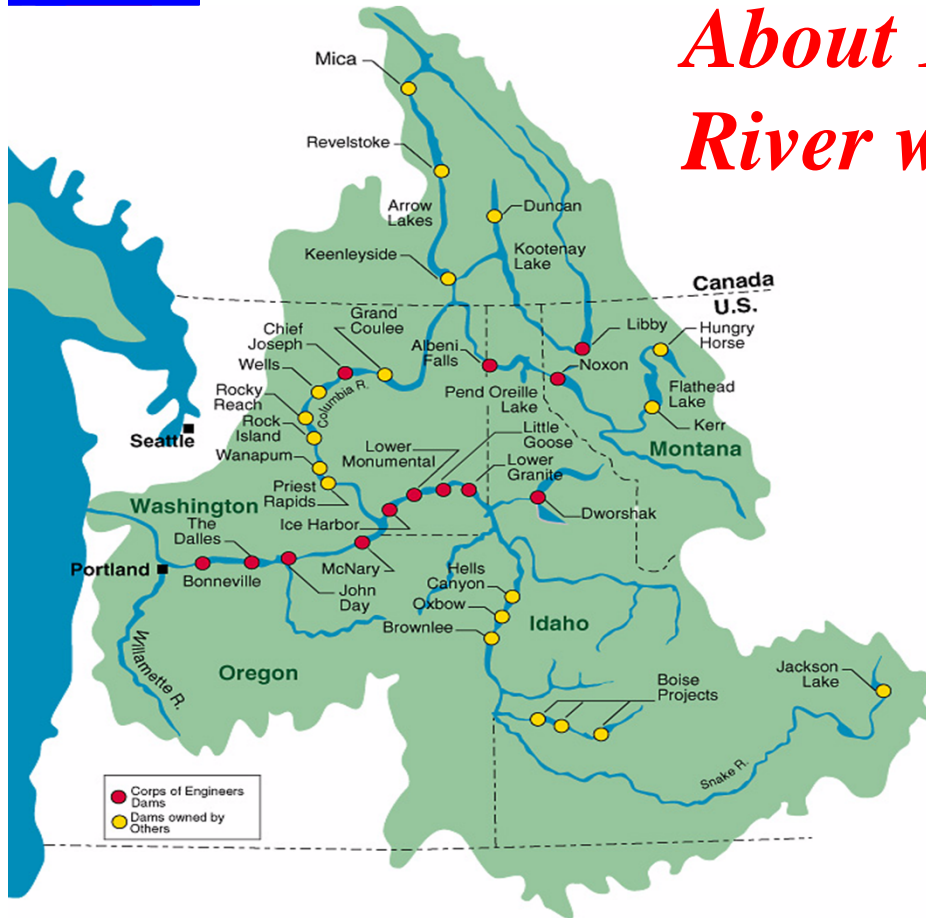 About
River
Mica
Revelstoke
Arrow
Lakes
Duncan
Keenleyside
Kootenay
Lake
Canada
U.S.
Grand
Coulee
Chief
Joseph
Libby
Hungry
Horse
Albeni
Falls
Noxon
Wells
Columbia R.
Pend Oreille
Lake
Flathead
Lake
Rocky
Reach
Rock
Island
Kerr
Seattle
Little
Goose
Lower
Monumental
Montana
Wanapum
Lower
Granite
Priest
Rapids
Washington
Ice Harbor
Dworshak
The
Dalles
Portland
Bonneville
McNary
John
Day
Hells
Canyon
Oxbow
Brownlee
Idaho
Willamette R.
Oregon
Boise
Projects
Jackson
Lake
Snake R.
Corps of Engineers
Dams
Dams owned by
Others